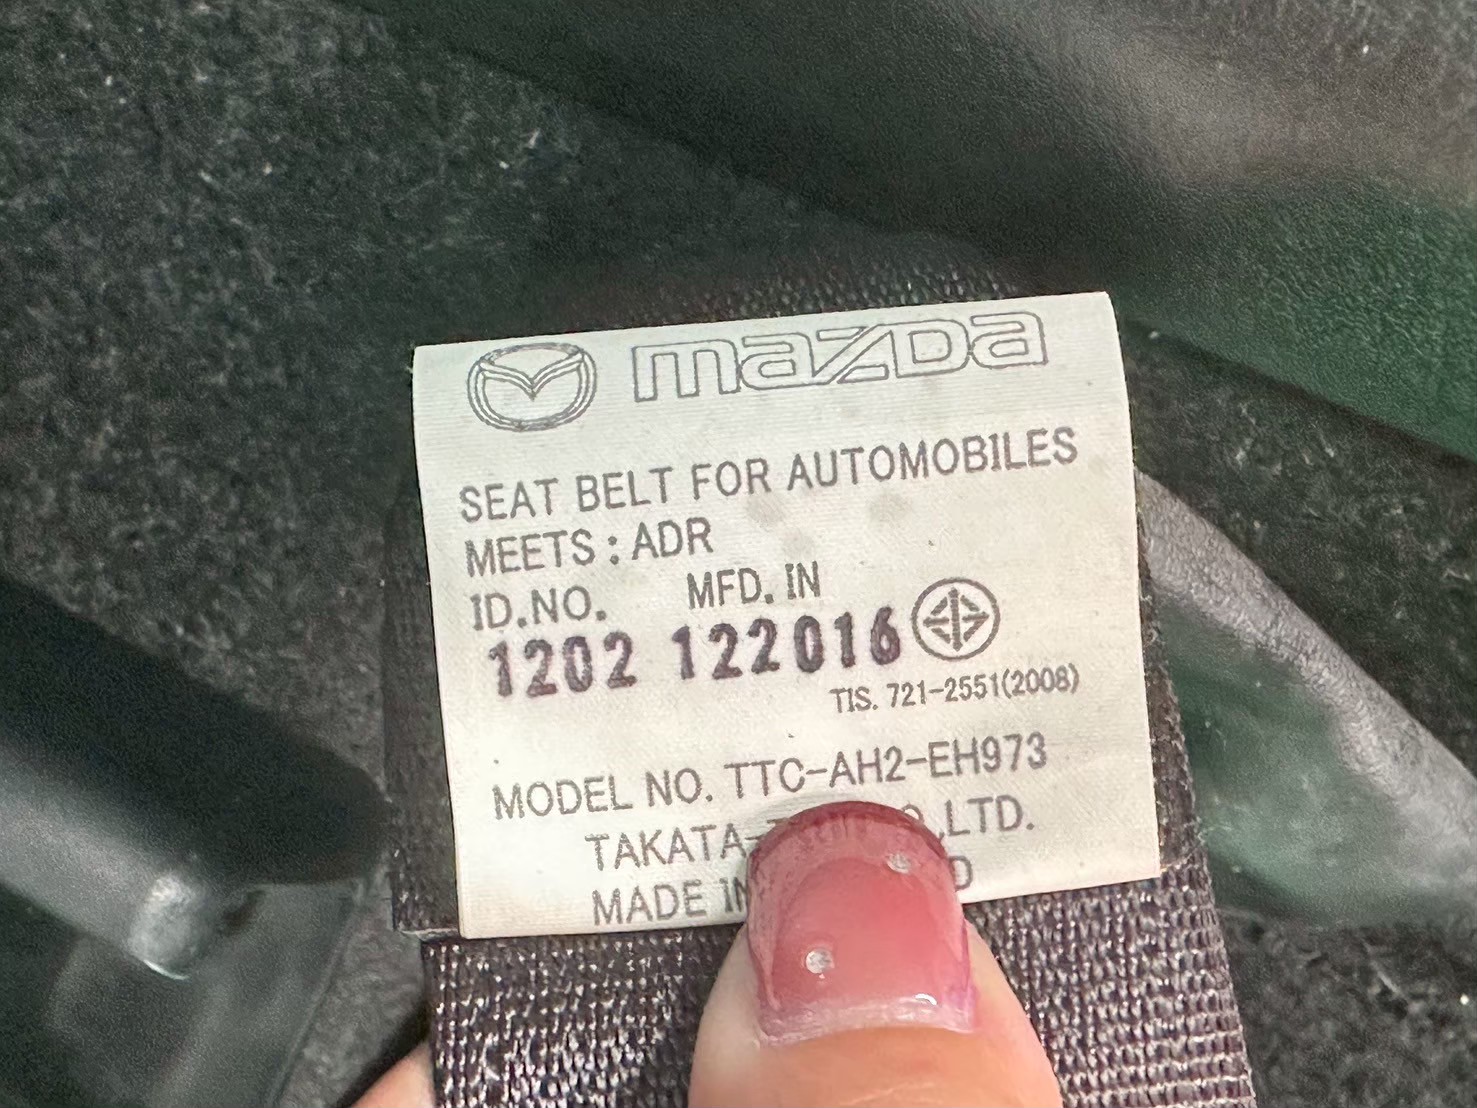 mazda
SEAT BELT FOR AUTOMOBILES
MEETS : ADR
ID.NO. MFD. IN
1202 122016
TIS. 721-2551(2008)
MODEL NO. TTC-AH2-EH973
TAKATA- ,LTD.
MADE IN